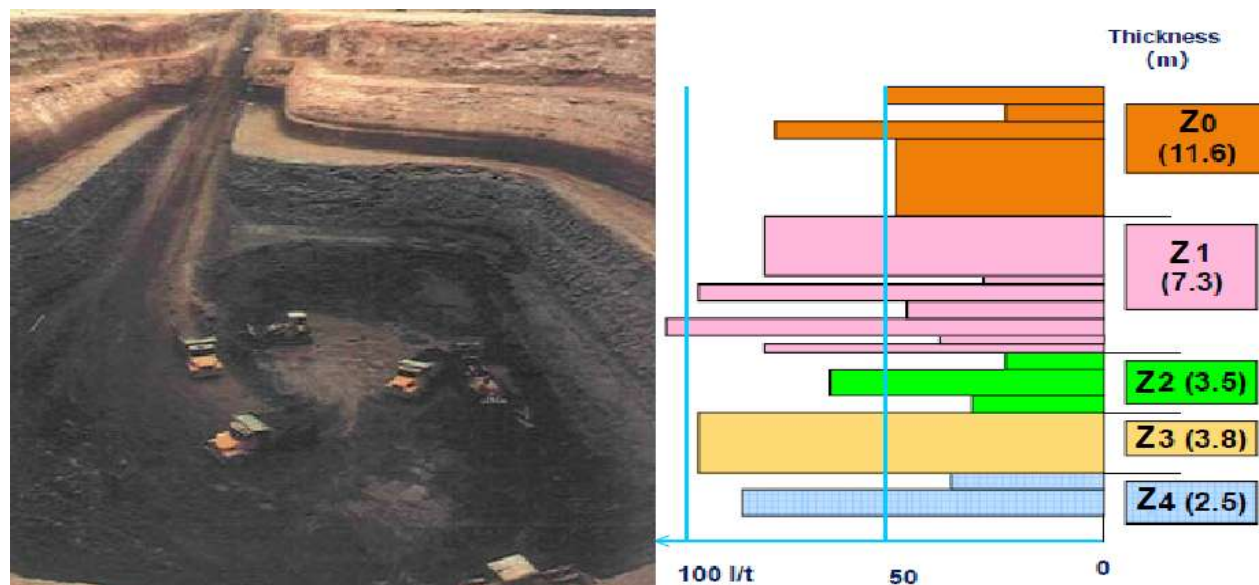 Thickness
(m)
Z0
(11.6)
Z1
(7.3)
Z2 (3.5)
Z3 (3.8)
Z4 (2.5)
100 l/t
50
0